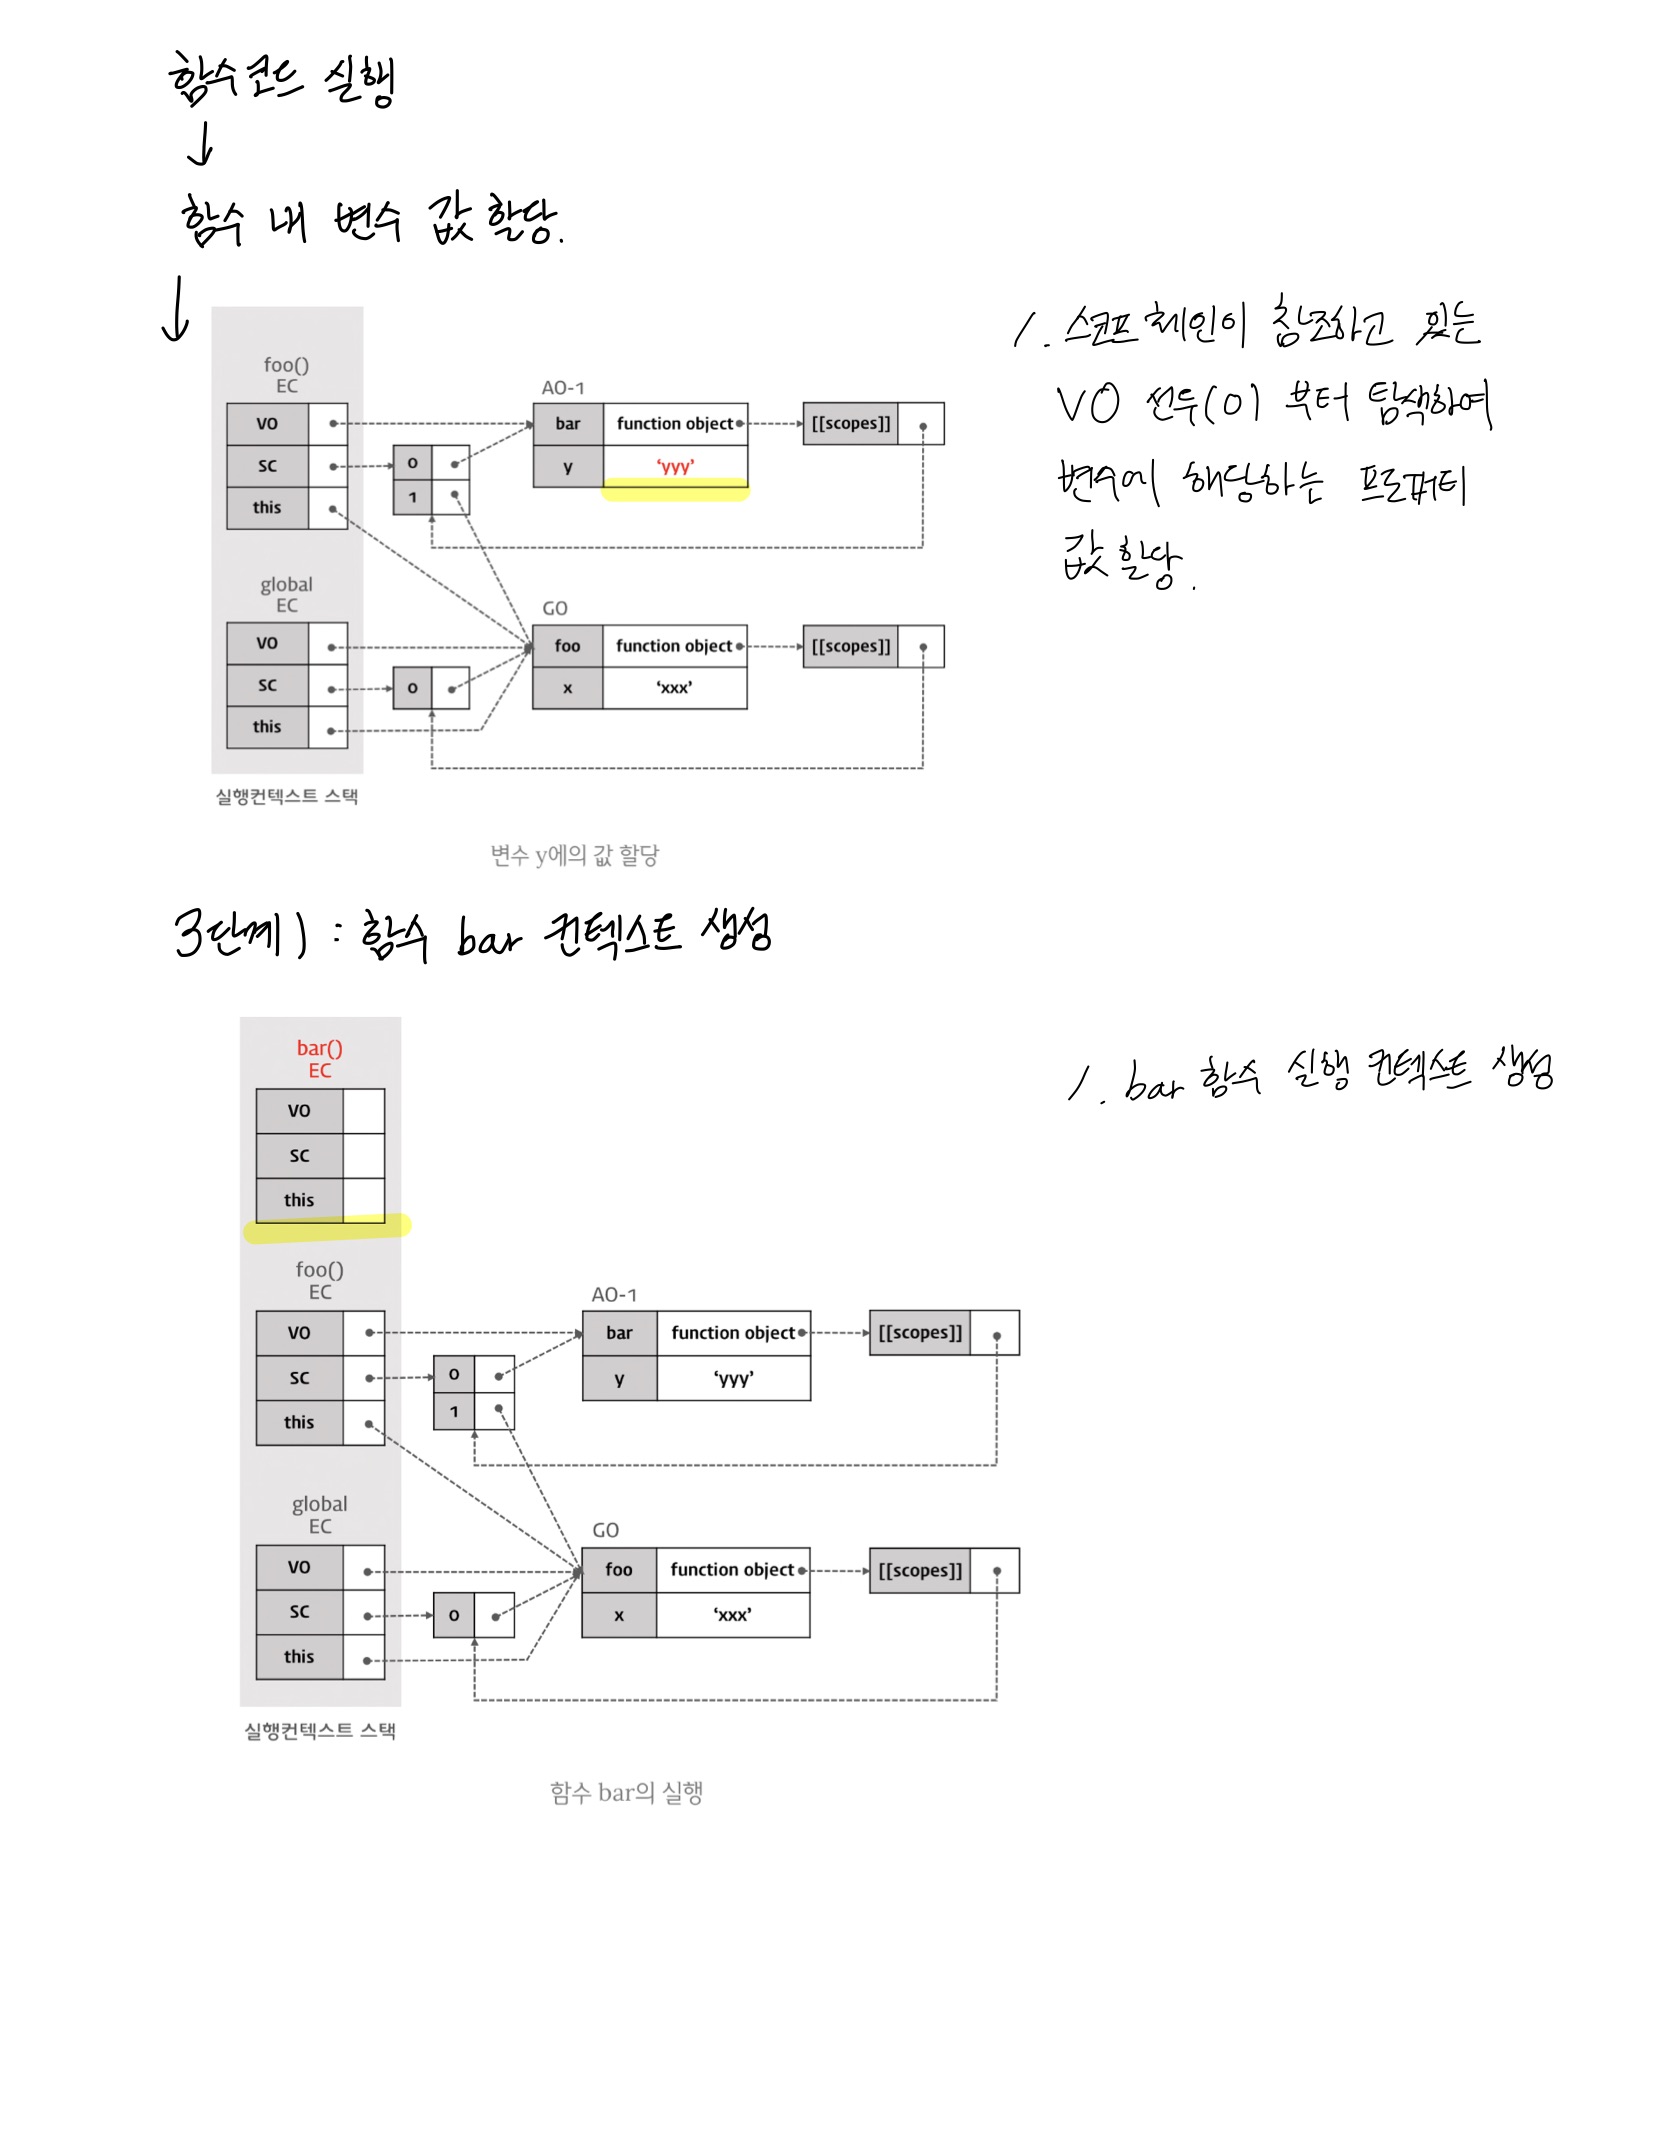 함수코드 실행
↓
함수 내 변수 값 할당.
↓
1. 스코프 체인이 참조하고 있는
VO 선두(0) 부터 탐색하여
변수에 해당하는 프로퍼티
값 할당.
foo()
EC
VO
SC
this
0
1
AO-1
bar function object
y 'yyy'
[[scopes]]
global
EC
VO
SC
this
0
GO
foo function object
x 'xxx'
[[scopes]]
실행컨텍스트 스택
변수 y에의 값 할당
3단계) : 함수 bar 컨텍스트 생성
1. bar 함수 실행 컨텍스트 생성
bar()
EC
VO
SC
this
foo()
EC
VO
SC
this
0
1
AO-1
bar function object
y 'yyy'
[[scopes]]
global
EC
VO
SC
this
0
GO
foo function object
x 'xxx'
[[scopes]]
실행컨텍스트 스택
함수 bar의 실행